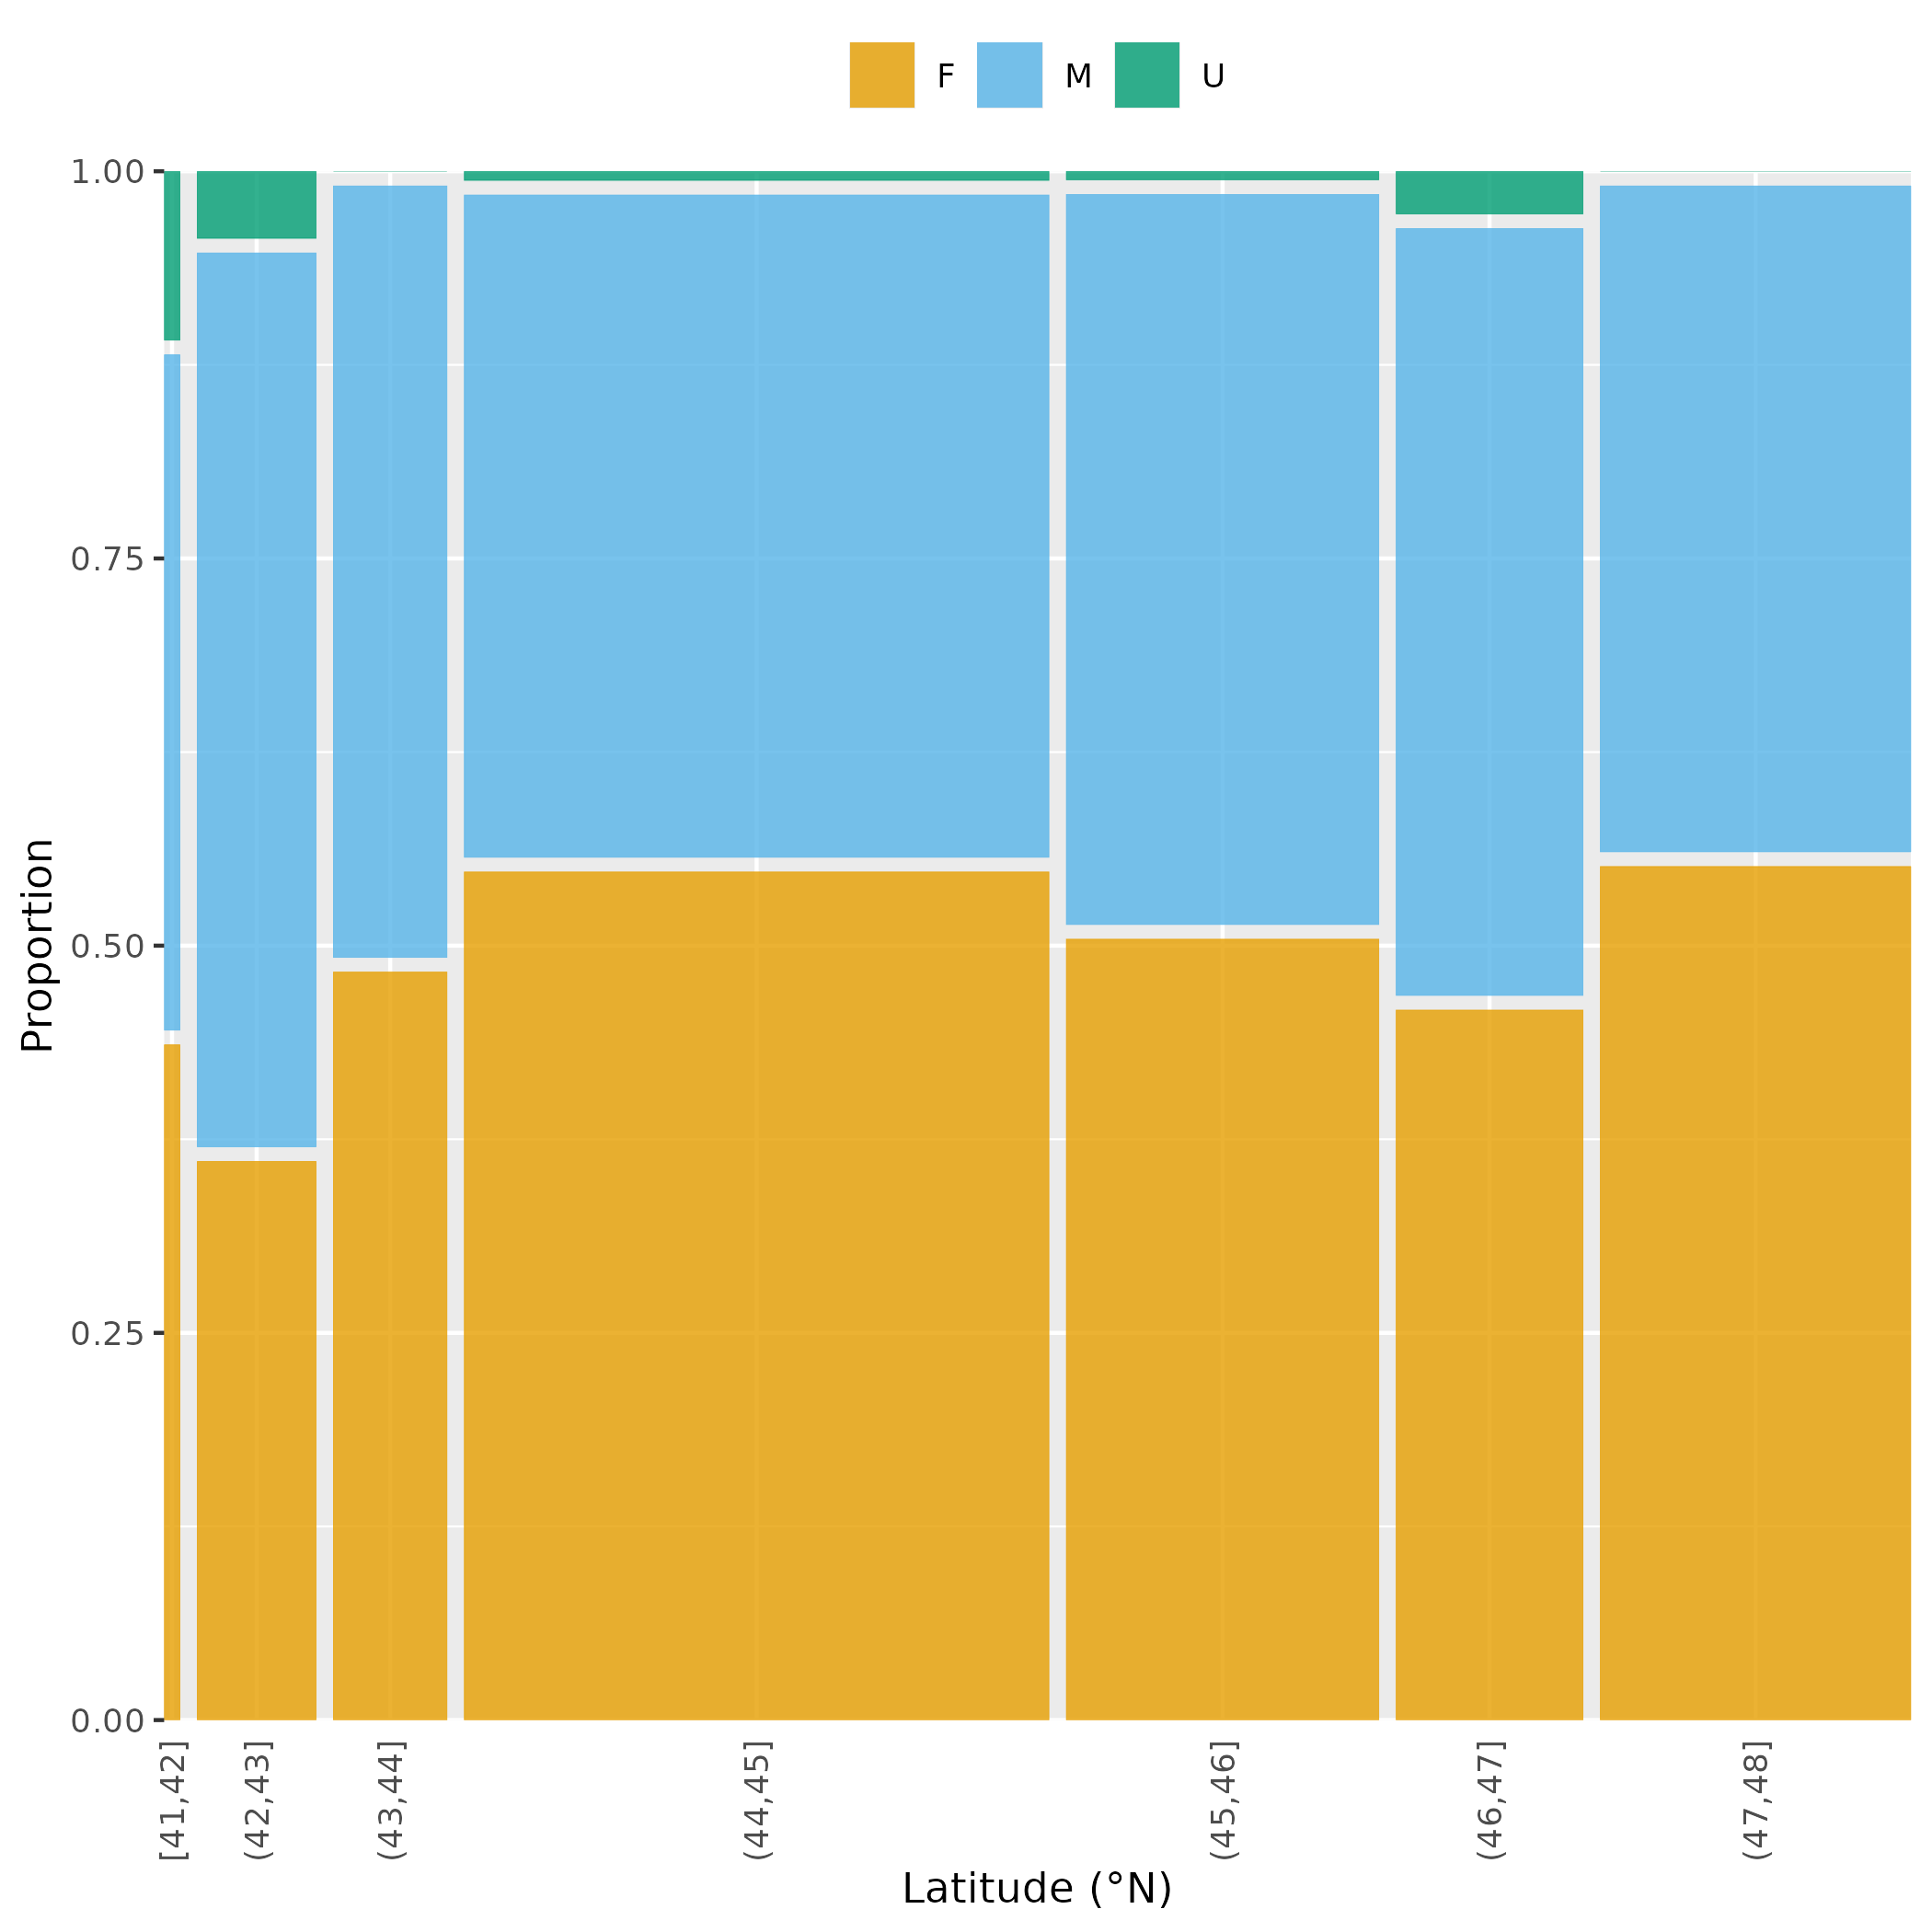 F M U
1.00
0.75
0.50
0.25
0.00
Proportion
[41,42] (42,43] (43,44] (44,45] (45,46] (46,47] (47,48]
Latitude (°N)